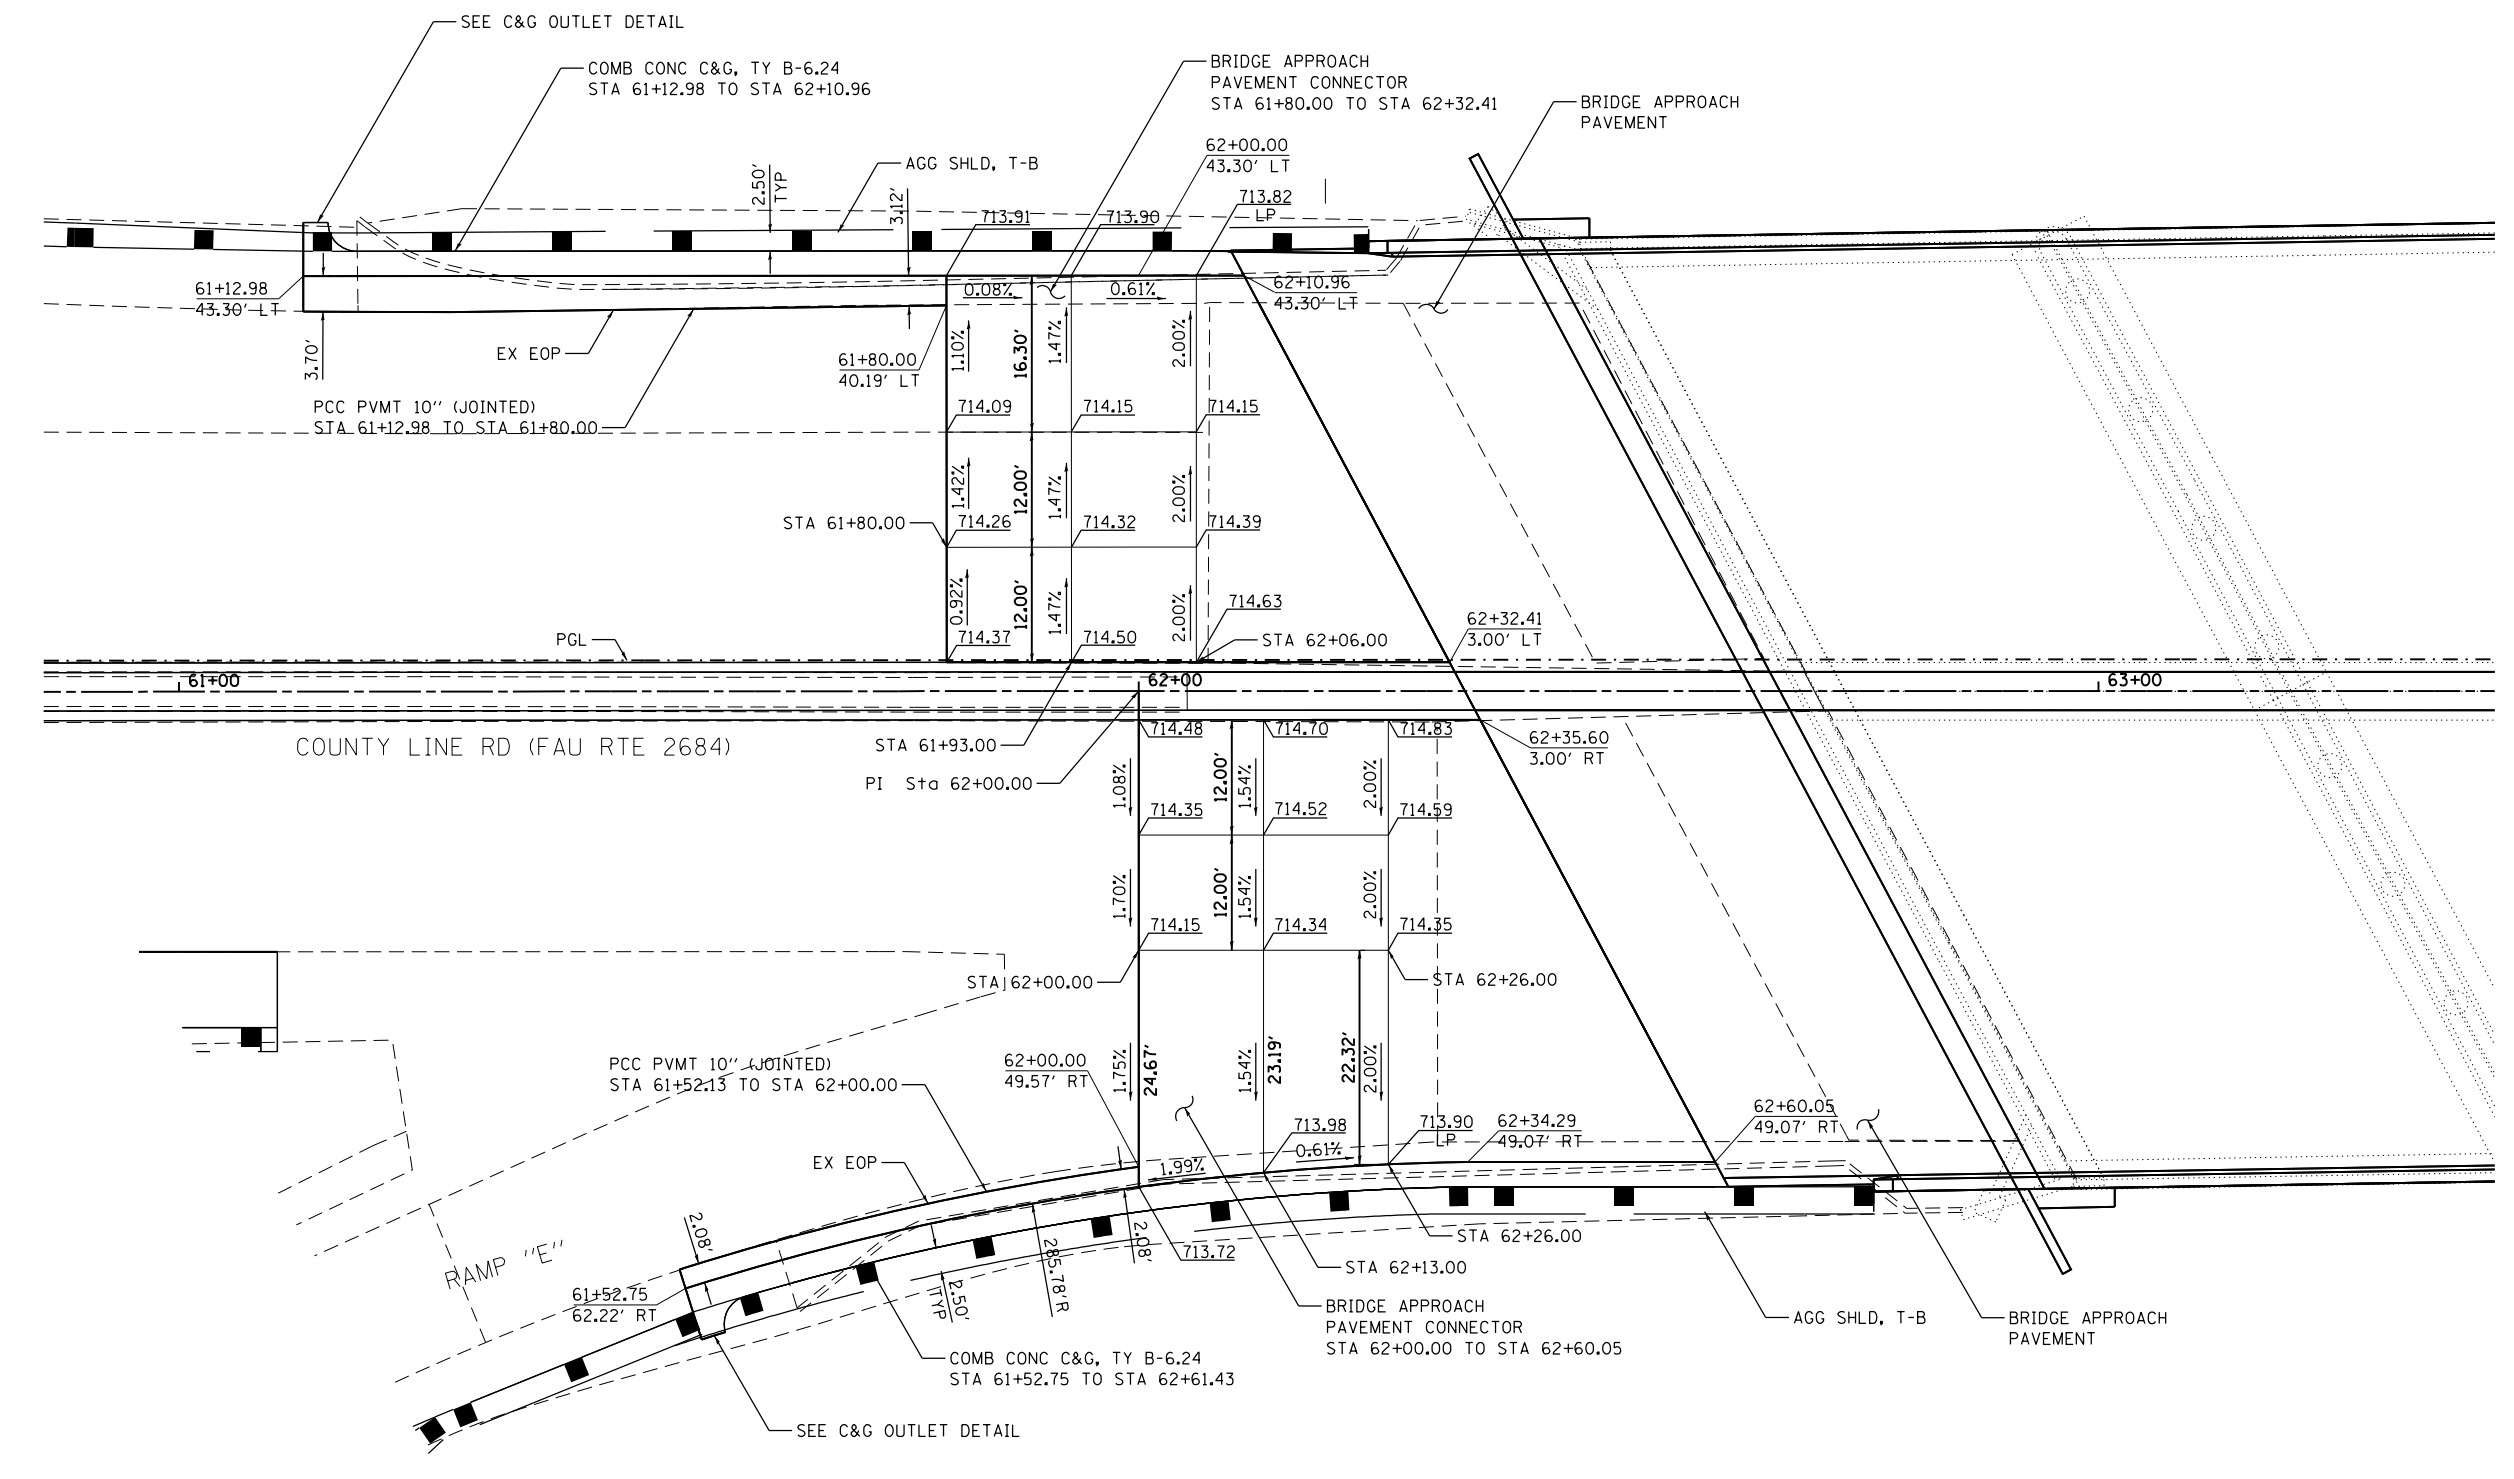 SEE C&G OUTLET DETAIL
COMB CONC C&G, TY B-6.24
STA 61+12.98 TO STA 62+10.96
BRIDGE APPROACH
PAVEMENT CONNECTOR
STA 61+80.00 TO STA 62+32.41
BRIDGE APPROACH
PAVEMENT
AGG SHLD, T-B
62+00.00
43.30' LT
2.50'
TYP
3.12'
713.91
713.90
713.82
LP
61+12.98
43.30' LT
0.08%
0.61%
62+10.96
43.30' LT
3.70'
EX EOP
61+80.00
40.19' LT
1.10%
16.30'
1.47%
2.00%
PCC PVMT 10'' (JOINTED)
STA 61+12.98 TO STA 61+80.00
714.09
714.15
714.15
1.42%
12.00'
1.47%
2.00%
STA 61+80.00
714.26
714.32
714.39
0.92%
12.00'
1.47%
2.00%
714.63
PGL
714.37
714.50
STA 62+06.00
62+32.41
3.00' LT
61+00
62+00
63+00
COUNTY LINE RD (FAU RTE 2684)
STA 61+93.00
PI Sta 62+00.00
714.48
714.70
714.83
62+35.60
3.00' RT
1.08%
12.00'
1.54%
2.00%
714.35
714.52
714.59
1.70%
12.00'
1.54%
2.00%
714.15
714.34
714.35
STA 62+00.00
STA 62+26.00
PCC PVMT 10'' (JOINTED)
STA 61+52.13 TO STA 62+00.00
62+00.00
49.57' RT
1.75%
24.67'
1.54%
23.19'
22.32'
2.00%
713.98
713.90
LP
62+34.29
49.07' RT
62+60.05
49.07' RT
0.61%
1.99%
EX EOP
2.08'
RAMP "E"
61+52.75
62.22' RT
2.50'
TYP
285.78'R
2.08'
713.72
STA 62+26.00
STA 62+13.00
BRIDGE APPROACH
PAVEMENT CONNECTOR
STA 62+00.00 TO STA 62+60.05
AGG SHLD, T-B
BRIDGE APPROACH
PAVEMENT
COMB CONC C&G, TY B-6.24
STA 61+52.75 TO STA 62+61.43
SEE C&G OUTLET DETAIL